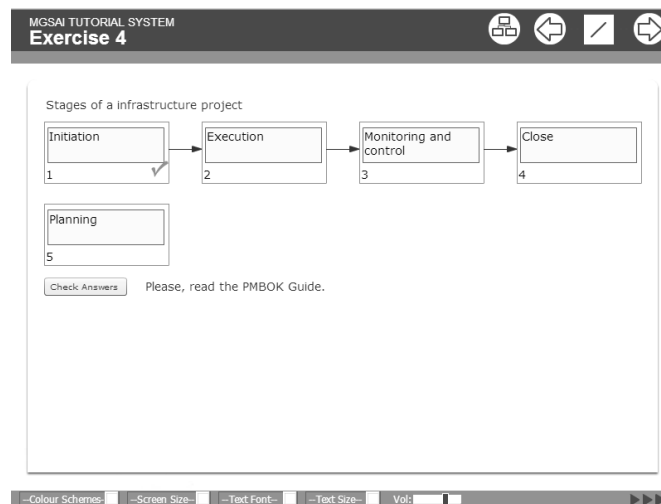 MGSAI TUTORIAL SYSTEM
Exercise 4
Stages of a infrastructure project
Initiation
1
Execution
2
Monitoring and
control
3
Close
4
Planning
5
Check Answers
Please, read the PMBOK Guide.
--Colour Schemes-
--Screen Size--
--Text Font--
--Text Size--
Vol: